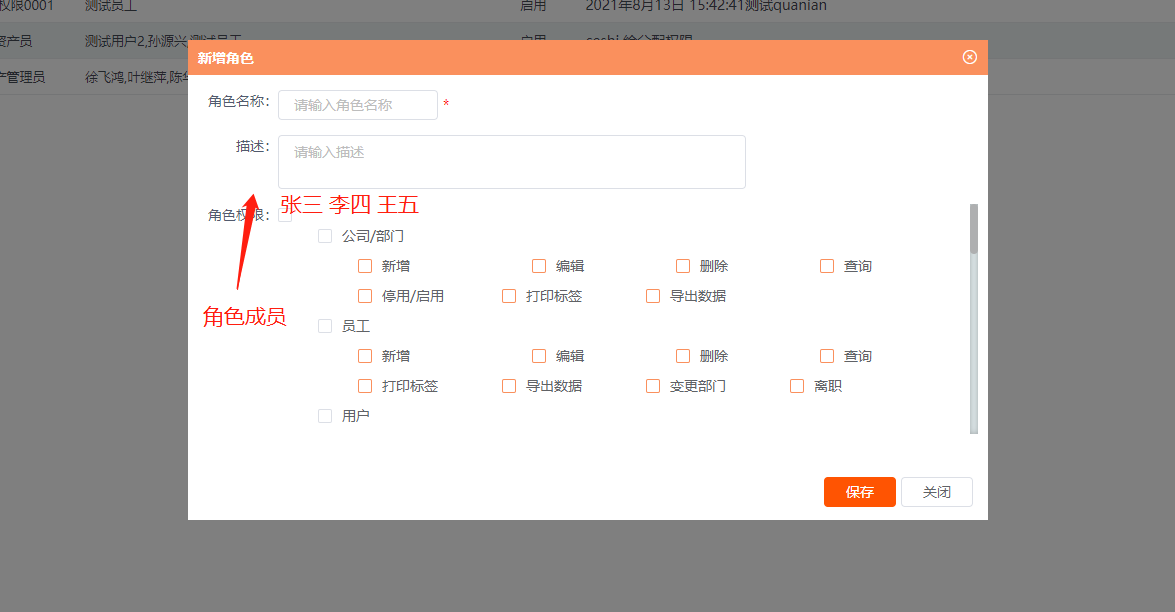 权限0001 测试员工 启用 2021年8月13日 15:42:41测试quanian
资产员 测试用户2,孙源兴,测试员工 启用
产管理员 徐飞鸿,叶继萍,陈华
新增角色
角色名称: 请输入角色名称 *
描述: 请输入描述
张三 李四 王五
角色权限:
公司/部门
新增 编辑 删除 查询
停用/启用 打印标签 导出数据
角色成员
员工
新增 编辑 删除 查询
打印标签 导出数据 变更部门 离职
用户
保存 关闭